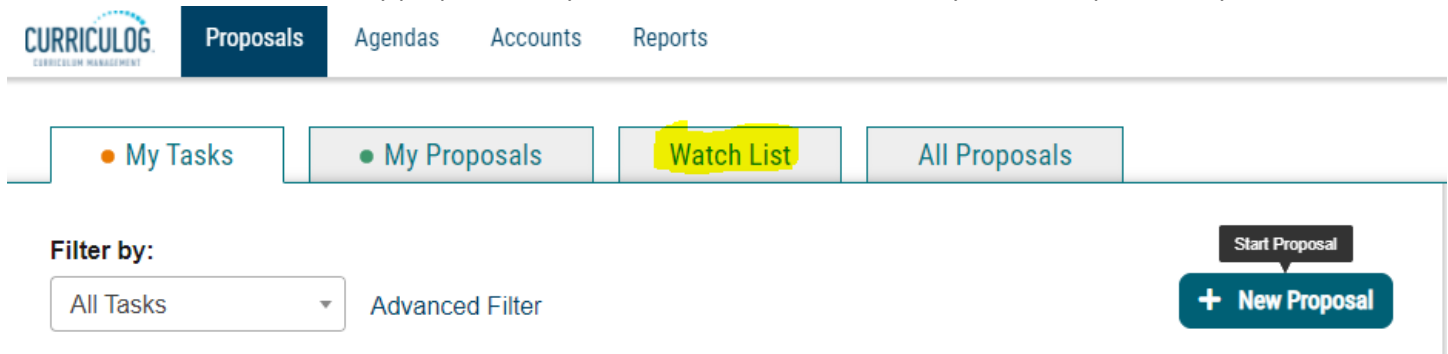 CURRICULOG
CURRICULUM MANAGEMENT
Proposals Agendas Accounts Reports
My Tasks My Proposals Watch List All Proposals
Start Proposal
Filter by:
All Tasks Advanced Filter + New Proposal